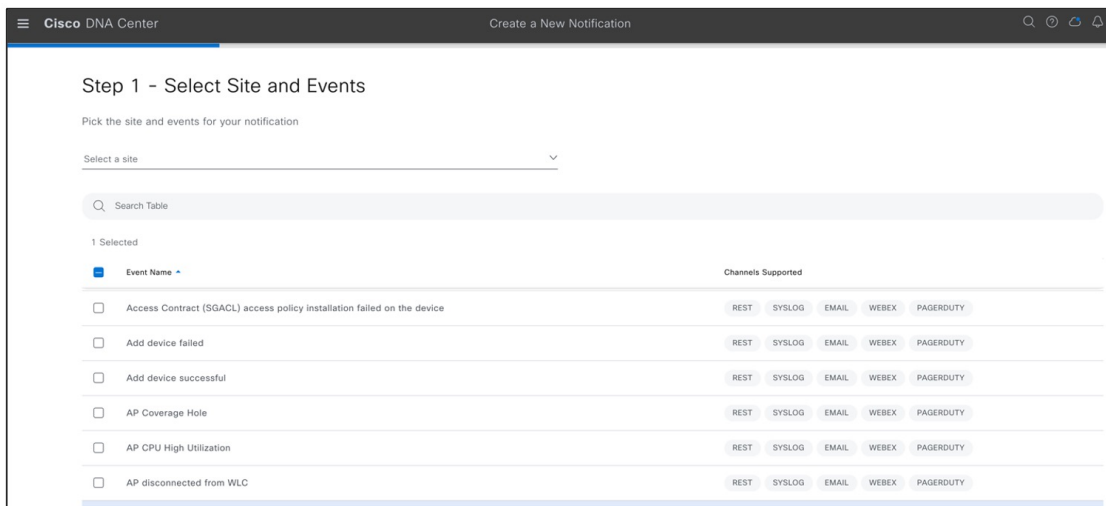 Cisco DNA Center Create a New Notification
Step 1 - Select Site and Events
Pick the site and events for your notification
Select a site
Search Table
1 Selected
Event Name Channels Supported
Access Contract (SGACL) access policy installation failed on the device REST SYSLOG EMAIL WEBEX PAGERDUTY
Add device failed REST SYSLOG EMAIL WEBEX PAGERDUTY
Add device successful REST SYSLOG EMAIL WEBEX PAGERDUTY
AP Coverage Hole REST SYSLOG EMAIL WEBEX PAGERDUTY
AP CPU High Utilization REST SYSLOG EMAIL WEBEX PAGERDUTY
AP disconnected from WLC REST SYSLOG EMAIL WEBEX PAGERDUTY